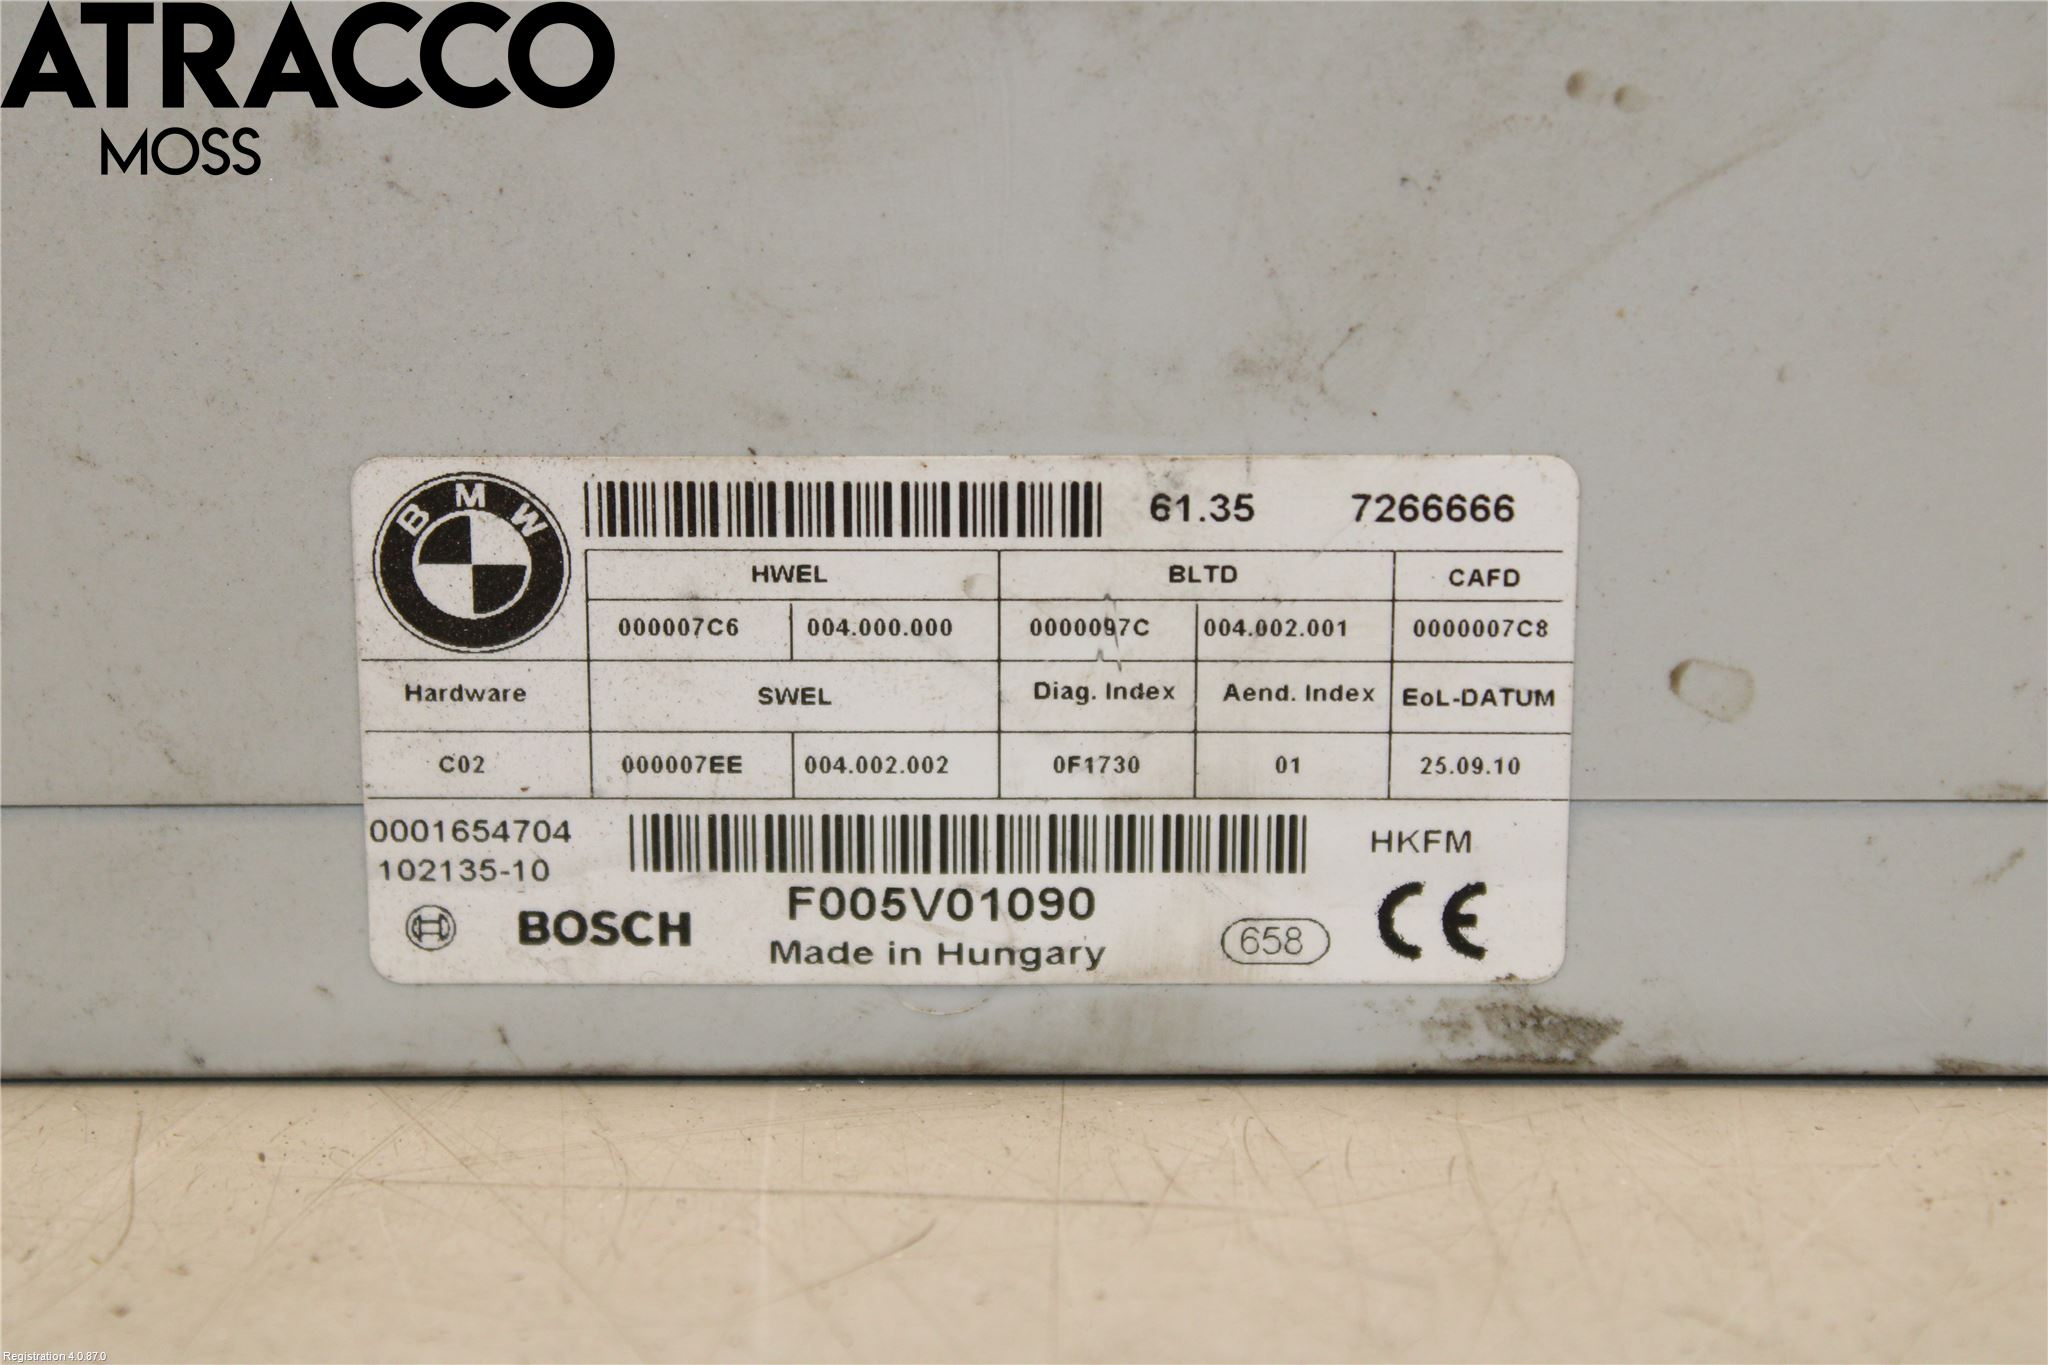 ATRACCO
MOSS
BMW
61.35 7266666
HWEL BLTD CAFD
000007C6 004.000.000 0000097C 004.002.001 0000007C8
Hardware SWEL Diag. Index Aend. Index EoL-DATUM
C02 000007EE 004.002.002 0F1730 01 25.09.10
0001654704 HKFM
102135-10
F005V01090
BOSCH 658 CE
Made in Hungary
Registration 4.0.87.0